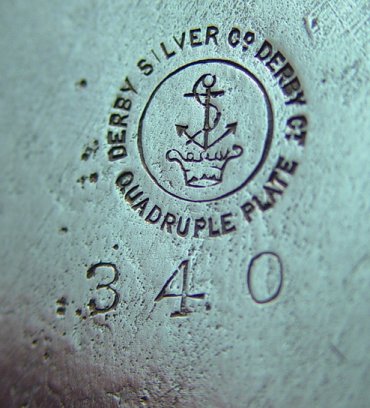 DERBY SILVER Co. DERBY CT.
QUADRUPLE PLATE
340